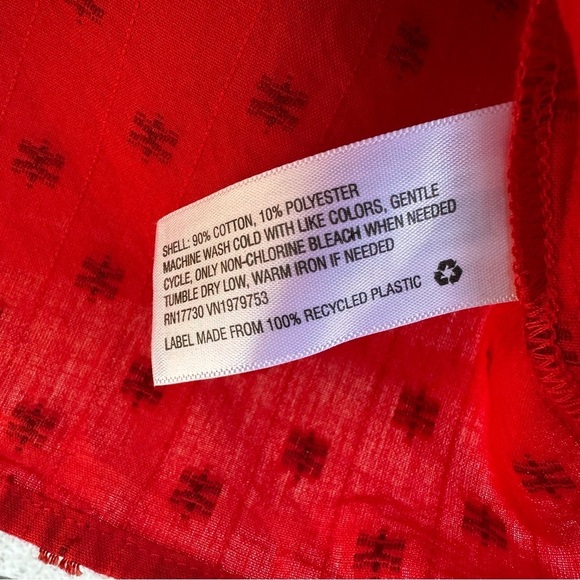 SHELL: 90% COTTON, 10% POLYESTER
MACHINE WASH COLD WITH LIKE COLORS, GENTLE
CYCLE, ONLY NON-CHLORINE BLEACH WHEN NEEDED
TUMBLE DRY LOW, WARM IRON IF NEEDED
RN17730 VN1979753
LABEL MADE FROM 100% RECYCLED PLASTIC